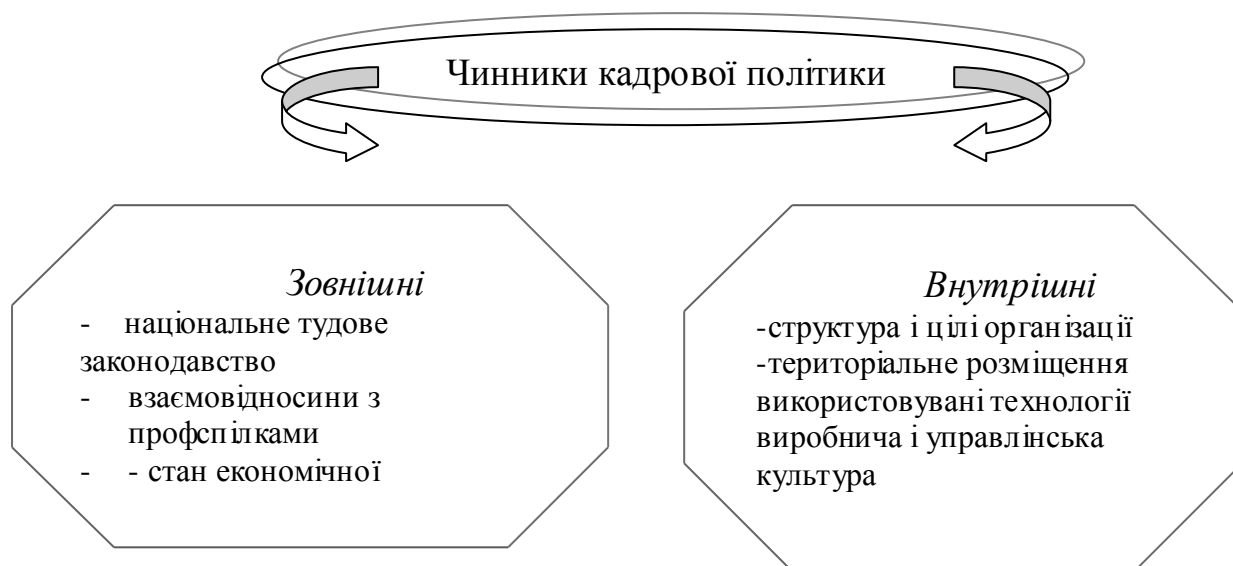 Чинники кадрової політики
Зовнішні
- національне тудове
законодавство
- взаємовідносини з
профспілками
- - стан економічної
Внутрішні
-структура і цілі організації
-територіальне розміщення
використовувані технології
виробнича і управлінська
культура